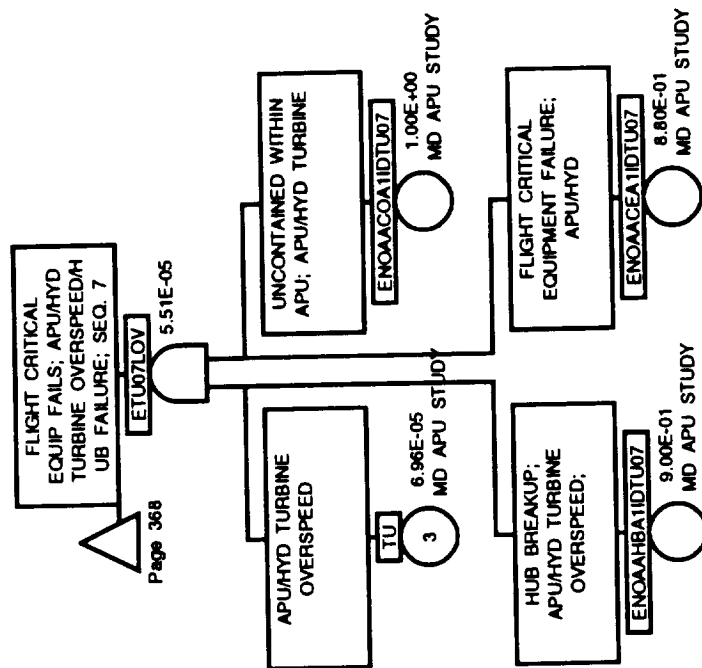 FLIGHT CRITICAL
EQUIP FAILS; APU/HYD
TURBINE OVERSPEED/H
UB FAILURE; SEQ. 7
ETU07LOV
5.51E-05
Page 368
APU/HYD TURBINE
OVERSPEED
TU
3
6.96E-05
MD APU STUDY
UNCONTAINED WITHIN
APU; APU/HYD TURBINE
ENOAACOA1IDTU07
1.00E+00
MD APU STUDY
HUB BREAKUP;
APU/HYD TURBINE
OVERSPEED;
ENOAAHBA1IDTU07
9.00E-01
MD APU STUDY
FLIGHT CRITICAL
EQUIPMENT FAILURE;
APU/HYD
ENOAACEA1IDTU07
8.80E-01
MD APU STUDY